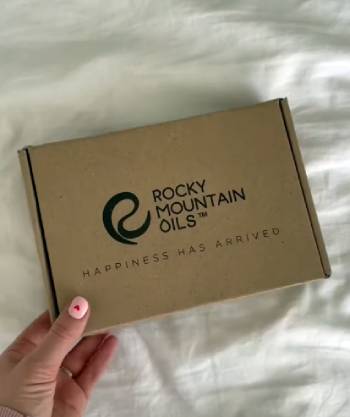 ROCKY
MOUNTAIN
OILS™
HAPPINESS HAS ARRIVED